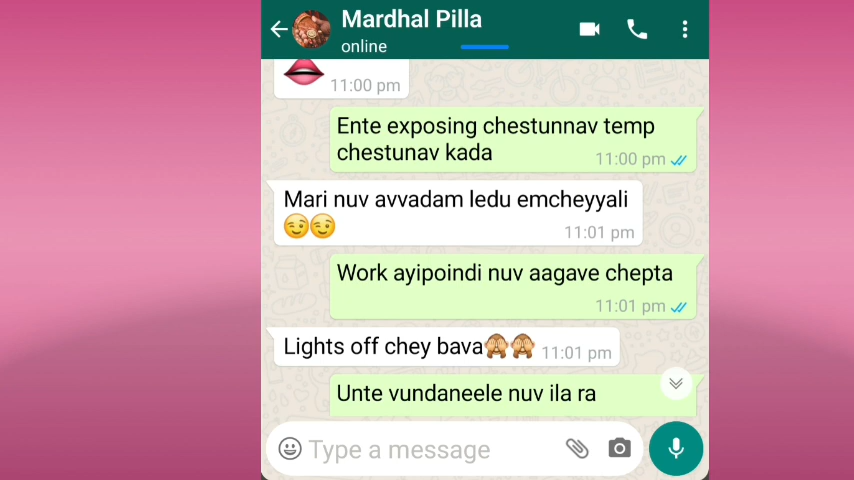 Mardhal Pilla
online
11:00 pm
Ente exposing chestunnav temp
chestunav kada
11:00 pm
Mari nuv avvadam ledu emcheyyali
😉😉
11:01 pm
Work ayipoindi nuv aagave chepta
11:01 pm
Lights off chey bava🙈🙈 11:01 pm
Unte vundaneele nuv ila ra
Type a message